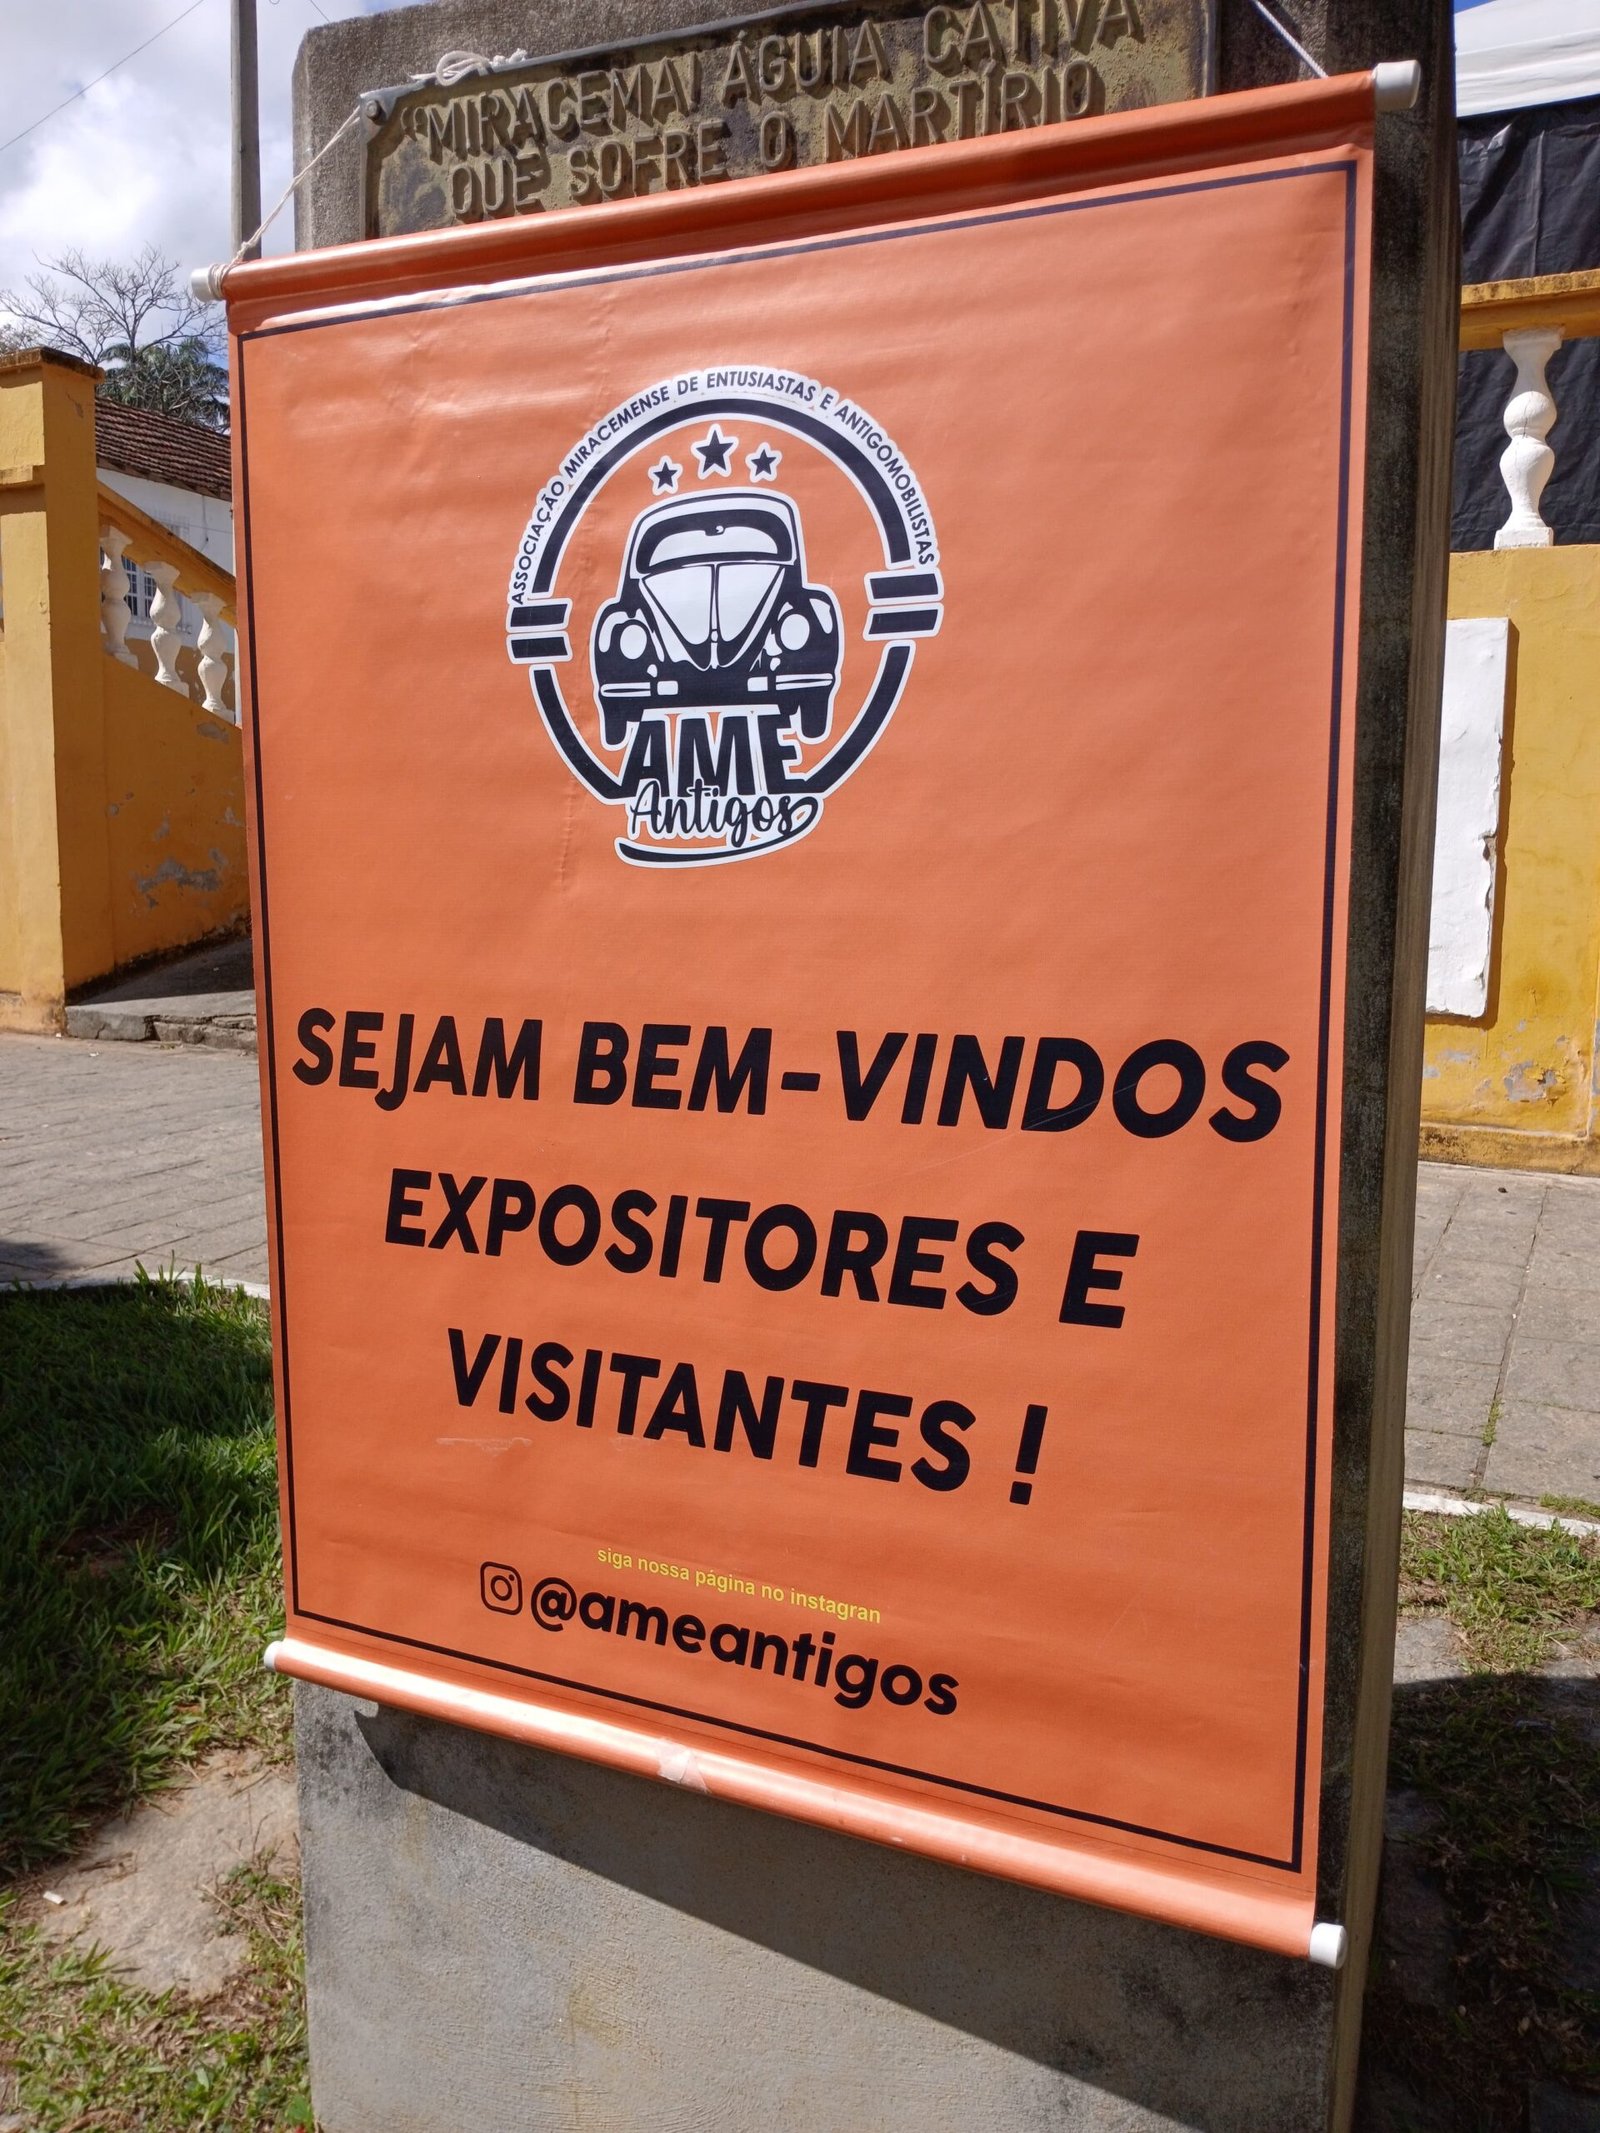 "MIRACEMA! ÁGUIA CATIVA
QUE SOFRE O MARTÍRIO
ASSOCIAÇÃO MIRACEMENSE DE ENTUSIASTAS E ANTIGOMOBILISTAS
AME
Antigos
SEJAM BEM-VINDOS
EXPOSITORES E
VISITANTES !
siga nossa página no instagran
@ameantigos